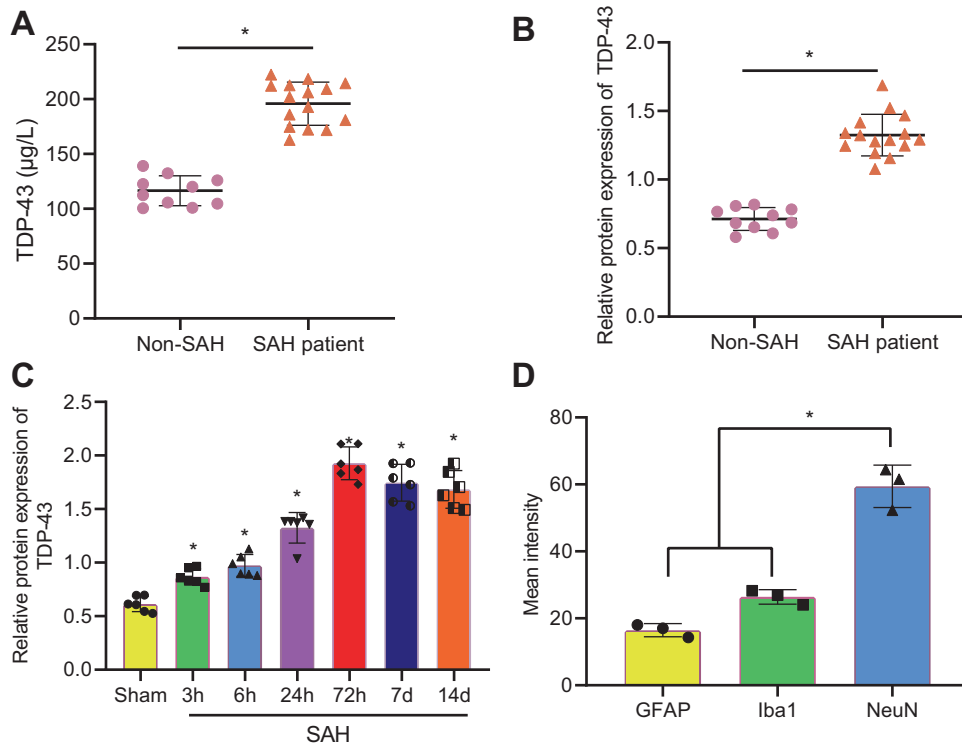 A
TDP-43 (µg/L)
250
200
150
100
50
0
*
Non-SAH
SAH patient
B
Relative protein expression of TDP-43
2.0
1.5
1.0
0.5
0.0
*
Non-SAH
SAH patient
C
Relative protein expression of
TDP-43
2.5
2.0
1.5
1.0
0.5
0.0
*
*
*
*
*
*
Sham
3h
6h
24h
72h
7d
14d
SAH
D
Mean intensity
80
60
40
20
0
*
GFAP
Iba1
NeuN